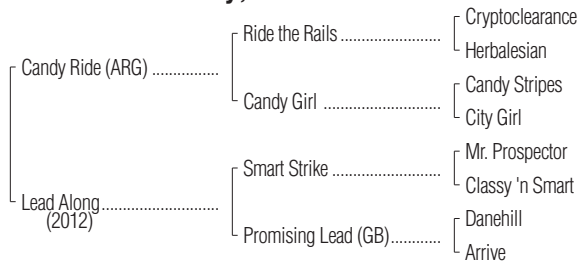 Cryptoclearance
Ride the Rails ..................
Herbalesian
Candy Ride (ARG) ................
Candy Stripes
Candy Girl .......................
City Girl
Mr. Prospector
Smart Strike ......................
Classy 'n Smart
Lead Along............................
(2012)
Danehill
Promising Lead (GB)............
Arrive